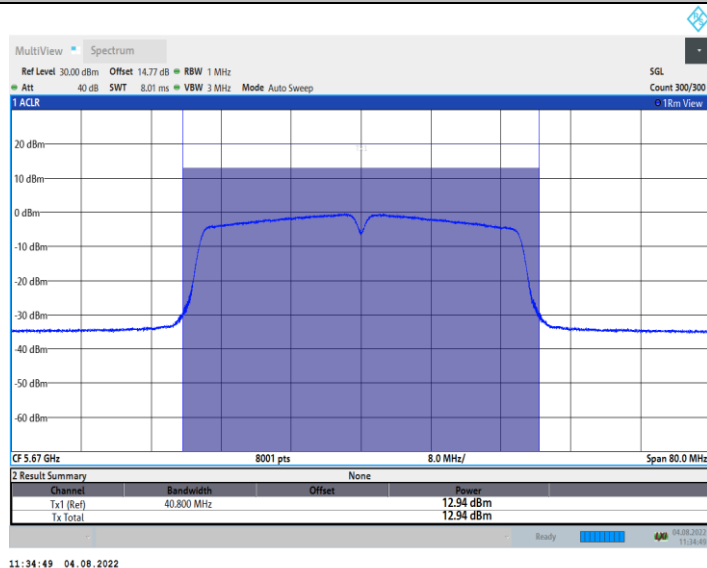 MultiView Spectrum
Ref Level 30.00 dBm Offset 14.77 dB RBW 1 MHz SGL
Att 40 dB SWT 8.01 ms VBW 3 MHz Mode Auto Sweep Count 300/300
1 ACLR 1Rm View
20 dBm
10 dBm
0 dBm
-10 dBm
-20 dBm
-30 dBm
-40 dBm
-50 dBm
-60 dBm
CF 5.67 GHz 8001 pts 8.0 MHz/ Span 80.0 MHz
2 Result Summary None
Channel Bandwidth Offset Power
Tx1 (Ref) 40.800 MHz 12.94 dBm
Tx Total 12.94 dBm
Ready 04.08.2022
11:34:49
11:34:49 04.08.2022